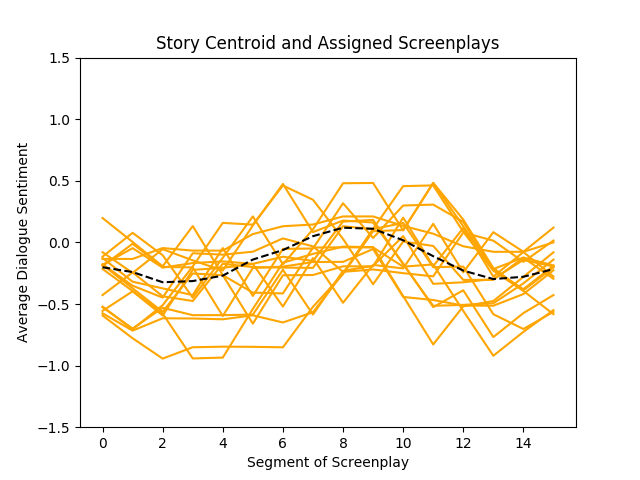 Story Centroid and Assigned Screenplays
1.5
1.0
0.5
0.0
−0.5
−1.0
−1.5
Average Dialogue Sentiment
0 2 4 6 8 10 12 14
Segment of Screenplay